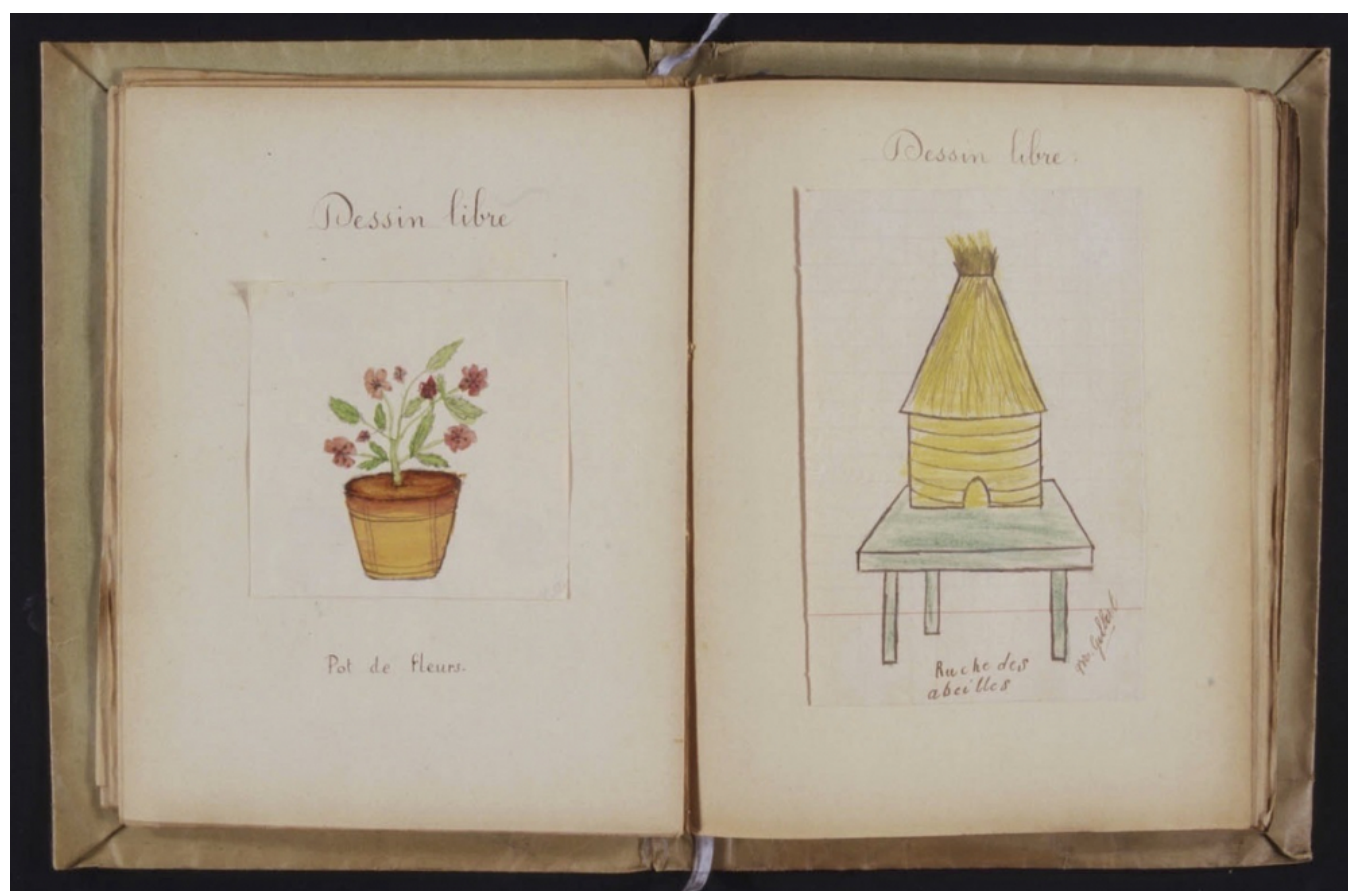 Dessin libre
Pot de fleurs.
Dessin libre.
Ruche des
abeilles